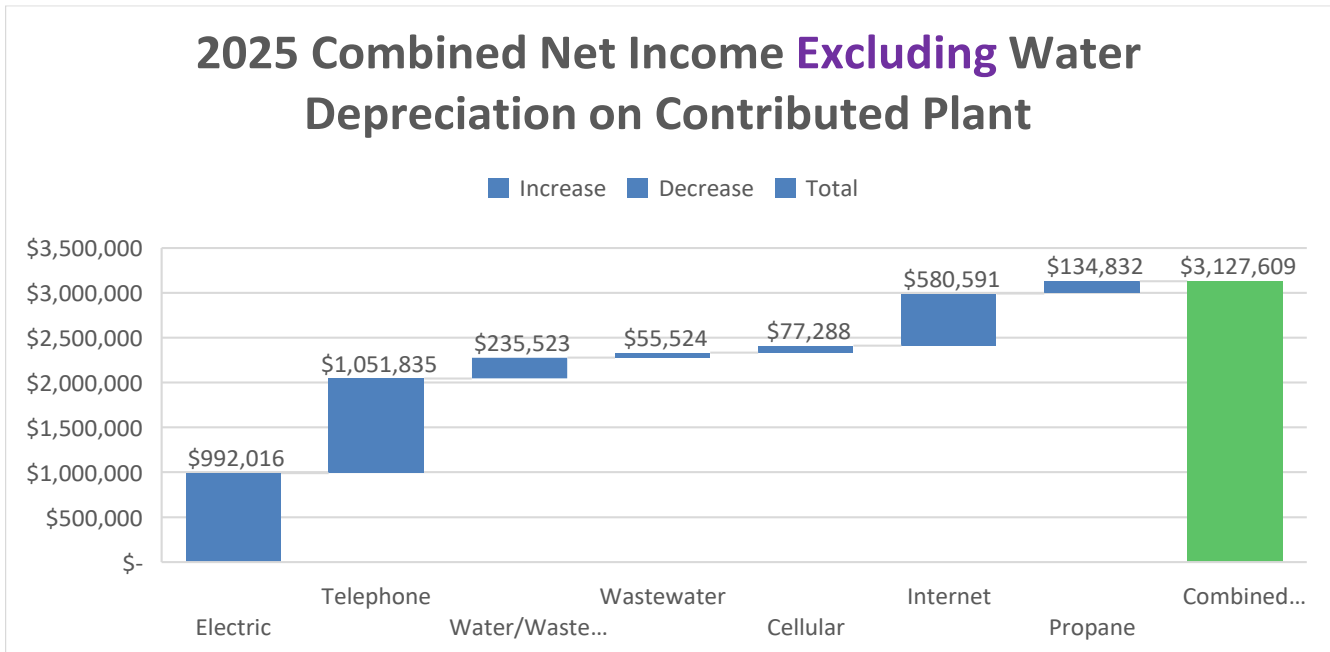 2025 Combined Net Income Excluding Water
Depreciation on Contributed Plant
Increase Decrease Total
$3,500,000
$3,000,000
$2,500,000
$2,000,000
$1,500,000
$1,000,000
$500,000
$-
$992,016
$1,051,835
$235,523
$55,524
$77,288
$580,591
$134,832
$3,127,609
Electric
Telephone
Water/Waste...
Wastewater
Cellular
Internet
Propane
Combined...